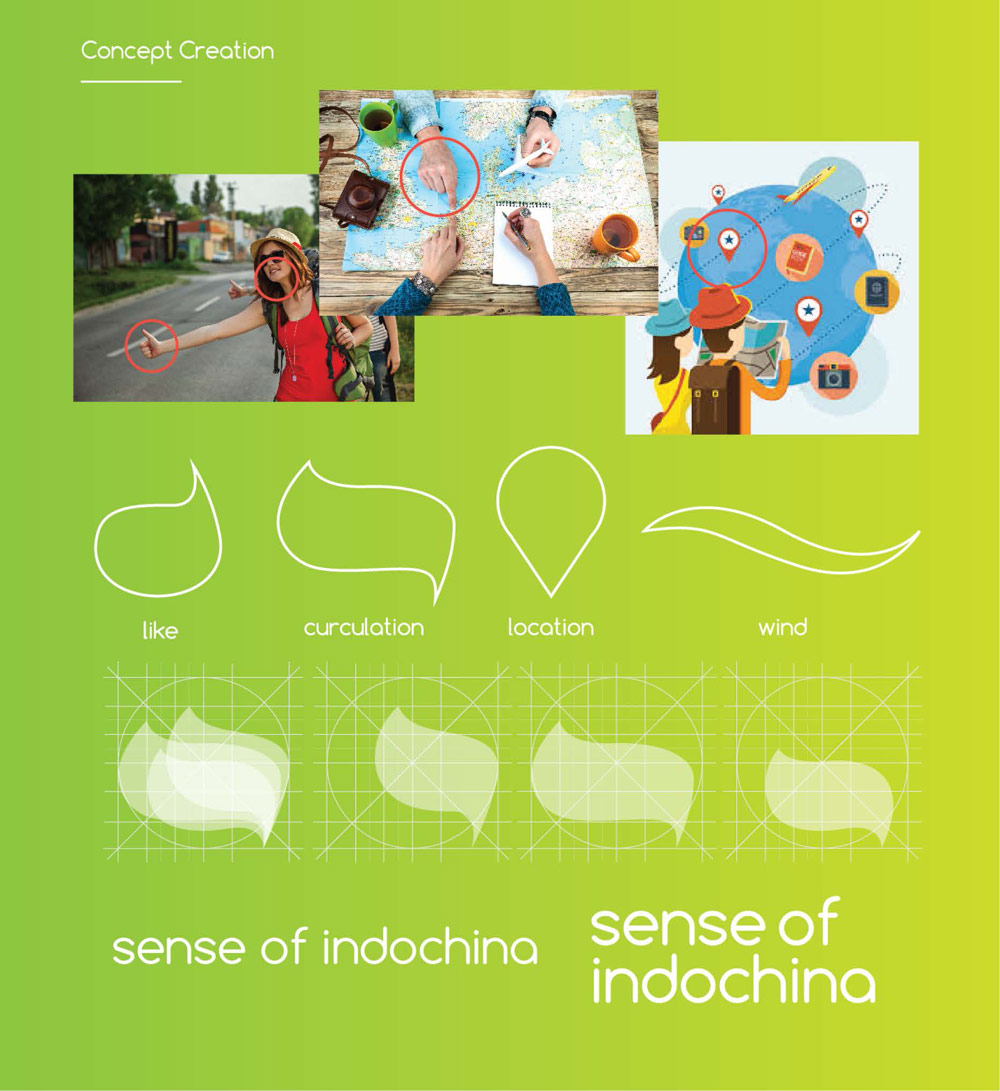 Concept Creation
like
curculation
location
wind
sense of indochina
sense of
indochina